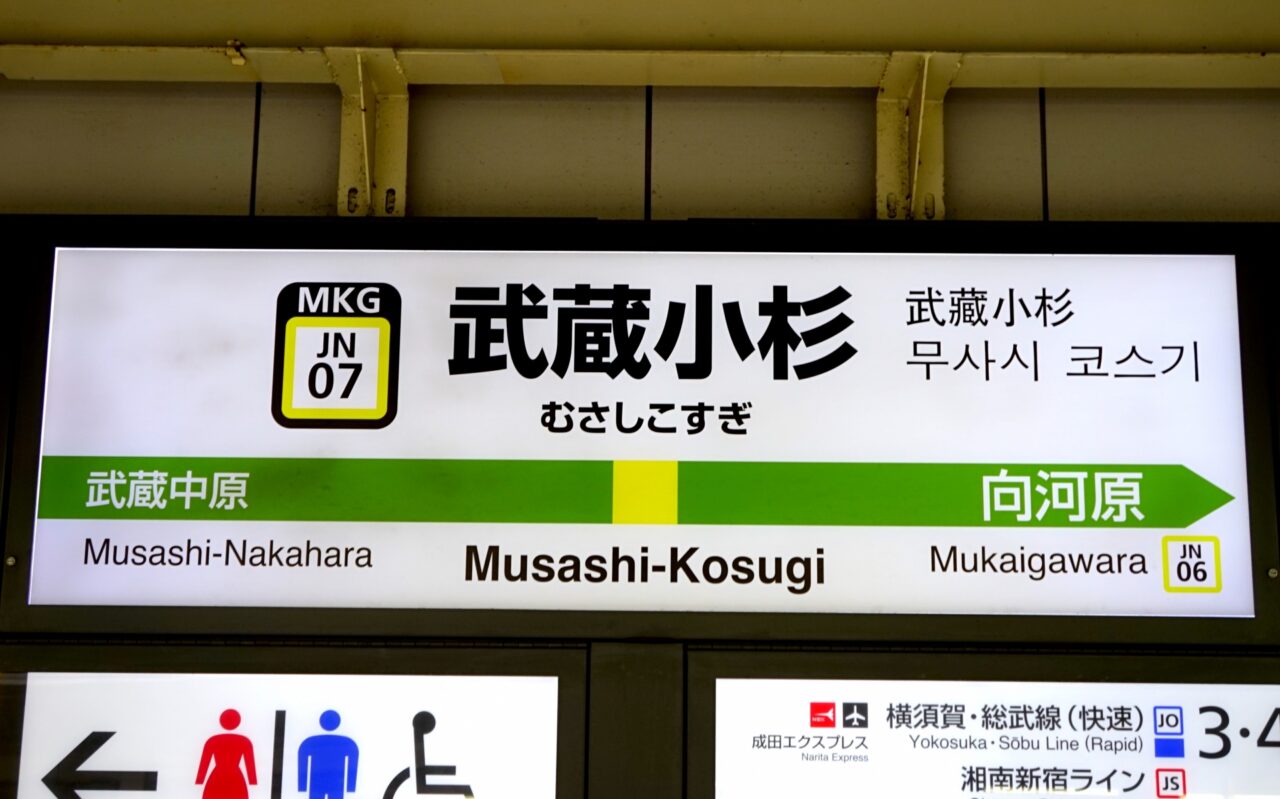 MKG
JN
07
武蔵小杉
むさしこすぎ
武藏小杉
무사시 코스기
武蔵中原
向河原
Musashi-Nakahara
Musashi-Kosugi
Mukaigawara
JN
06
NEX
成田エクスプレス
Narita Express
横須賀・総武線（快速）
Yokosuka・Sōbu Line (Rapid)
JO
3・4
湘南新宿ライン
JS